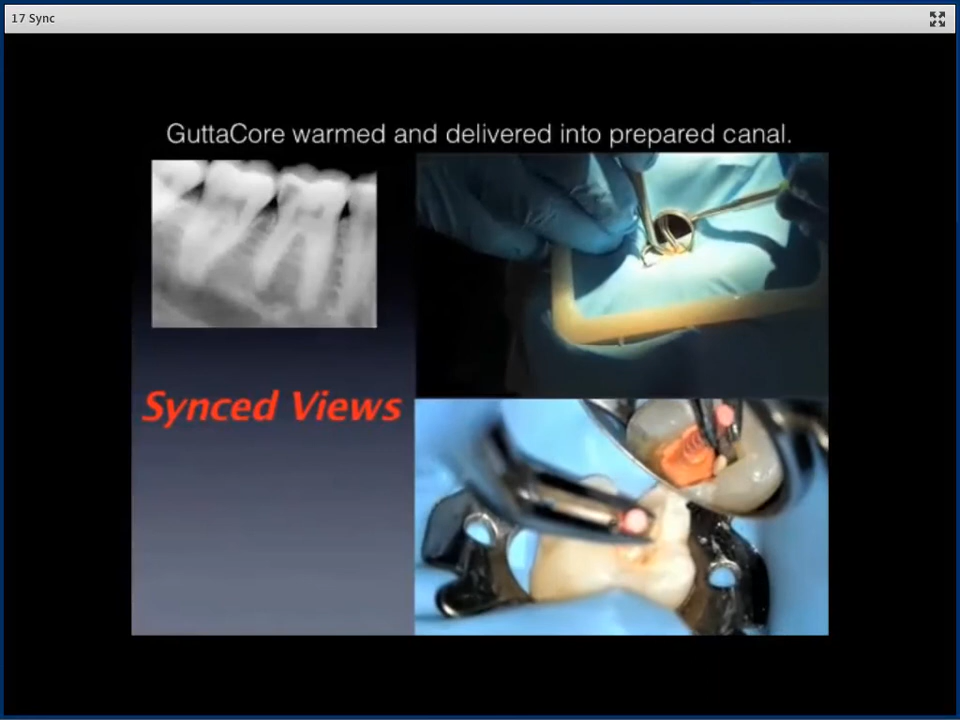 17 Sync
GuttaCore warmed and delivered into prepared canal.
Synced Views